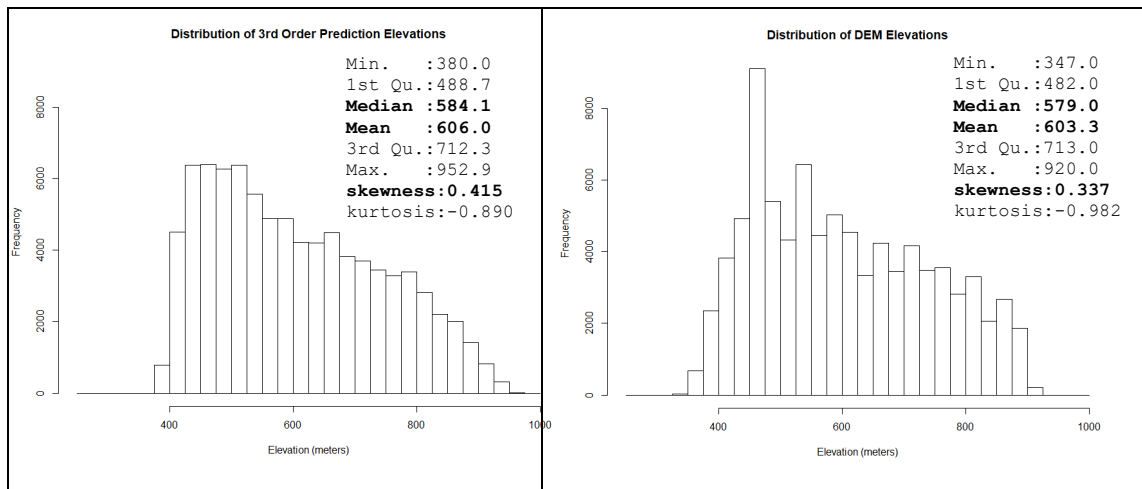 Distribution of 3rd Order Prediction Elevations
Min.   :380.0
1st Qu.:488.7
Median :584.1
Mean   :606.0
3rd Qu.:712.3
Max.   :952.9
skewness:0.415
kurtosis:-0.890
Frequency
8000
6000
4000
2000
0
400 600 800 1000
Elevation (meters)
Distribution of DEM Elevations
Min.   :347.0
1st Qu.:482.0
Median :579.0
Mean   :603.3
3rd Qu.:713.0
Max.   :920.0
skewness:0.337
kurtosis:-0.982
Frequency
8000
6000
4000
2000
0
400 600 800 1000
Elevation (meters)